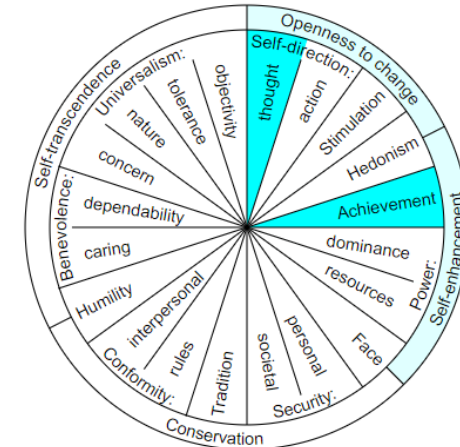 Openness to change
Self-direction:
thought
action
Stimulation
Hedonism
Achievement
Self-enhancement
Power:
dominance
resources
Face
Security:
personal
societal
Conservation
Tradition
Conformity:
rules
interpersonal
Humility
Self-transcendence
Benevolence:
caring
dependability
Universalism:
concern
nature
tolerance
objectivity